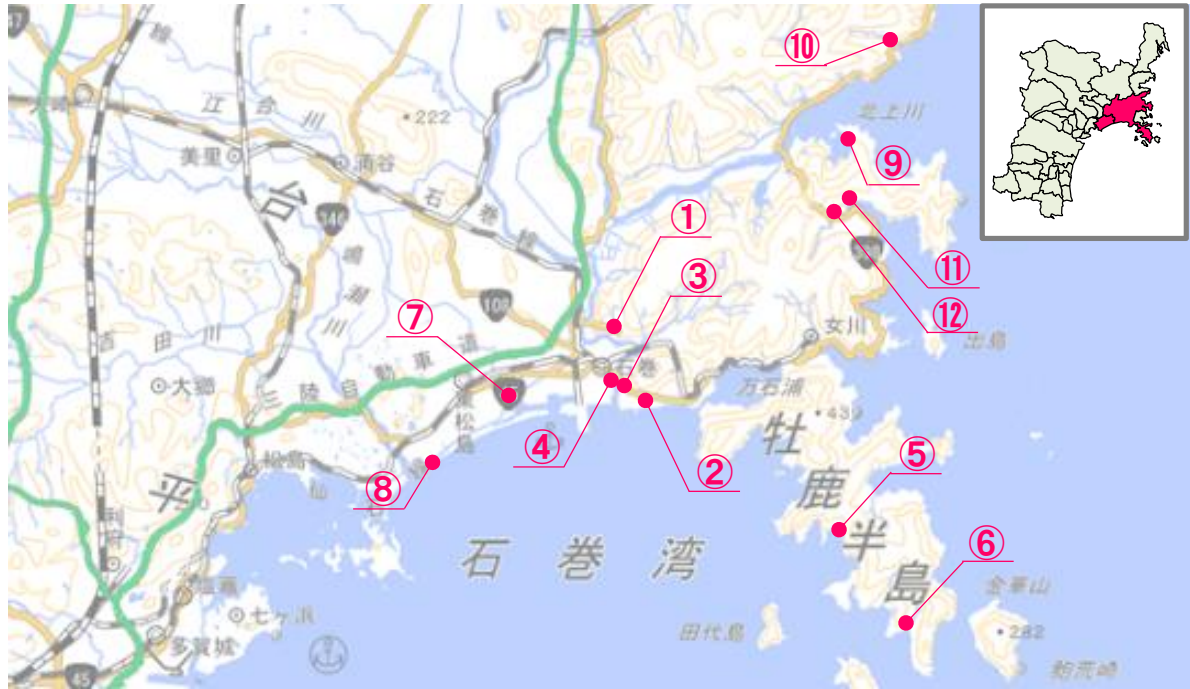 ⑩
北上川
江合川
・222
美里
涌谷
346
石巻線
⑨
①
⑪
③
⑫
108
鳴瀬川
⑦
女川
出島
吉田川
三陸自動車道
石巻
大郷
万石浦
・439
東松島
牡鹿半島
④
②
⑤
松島
⑧
仙
平
石巻湾
⑥
利府
金華山
塩竈
七ヶ浜
田代島
・282
多賀城
45